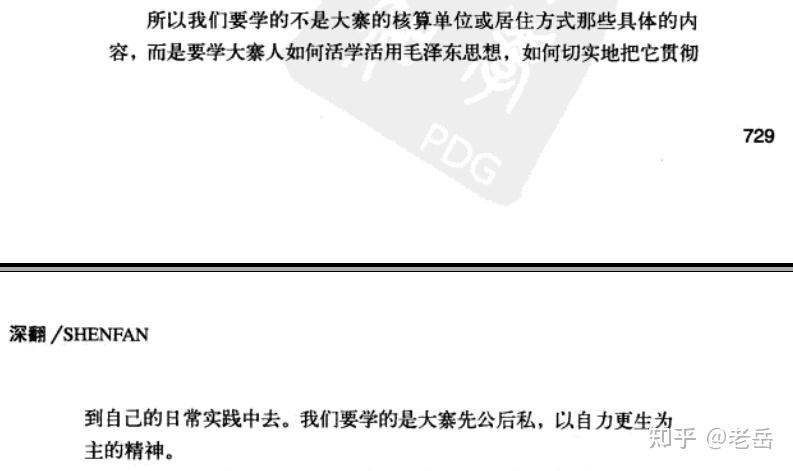 所以我们要学的不是大寨的核算单位或居住方式那些具体的内
容，而是要学大寨人如何活学活用毛泽东思想，如何切实地把它贯彻
PDG
729
深翻/SHENFAN
到自己的日常实践中去。我们要学的是大寨先公后私，以自力更生为
主的精神。
知乎 @老岳